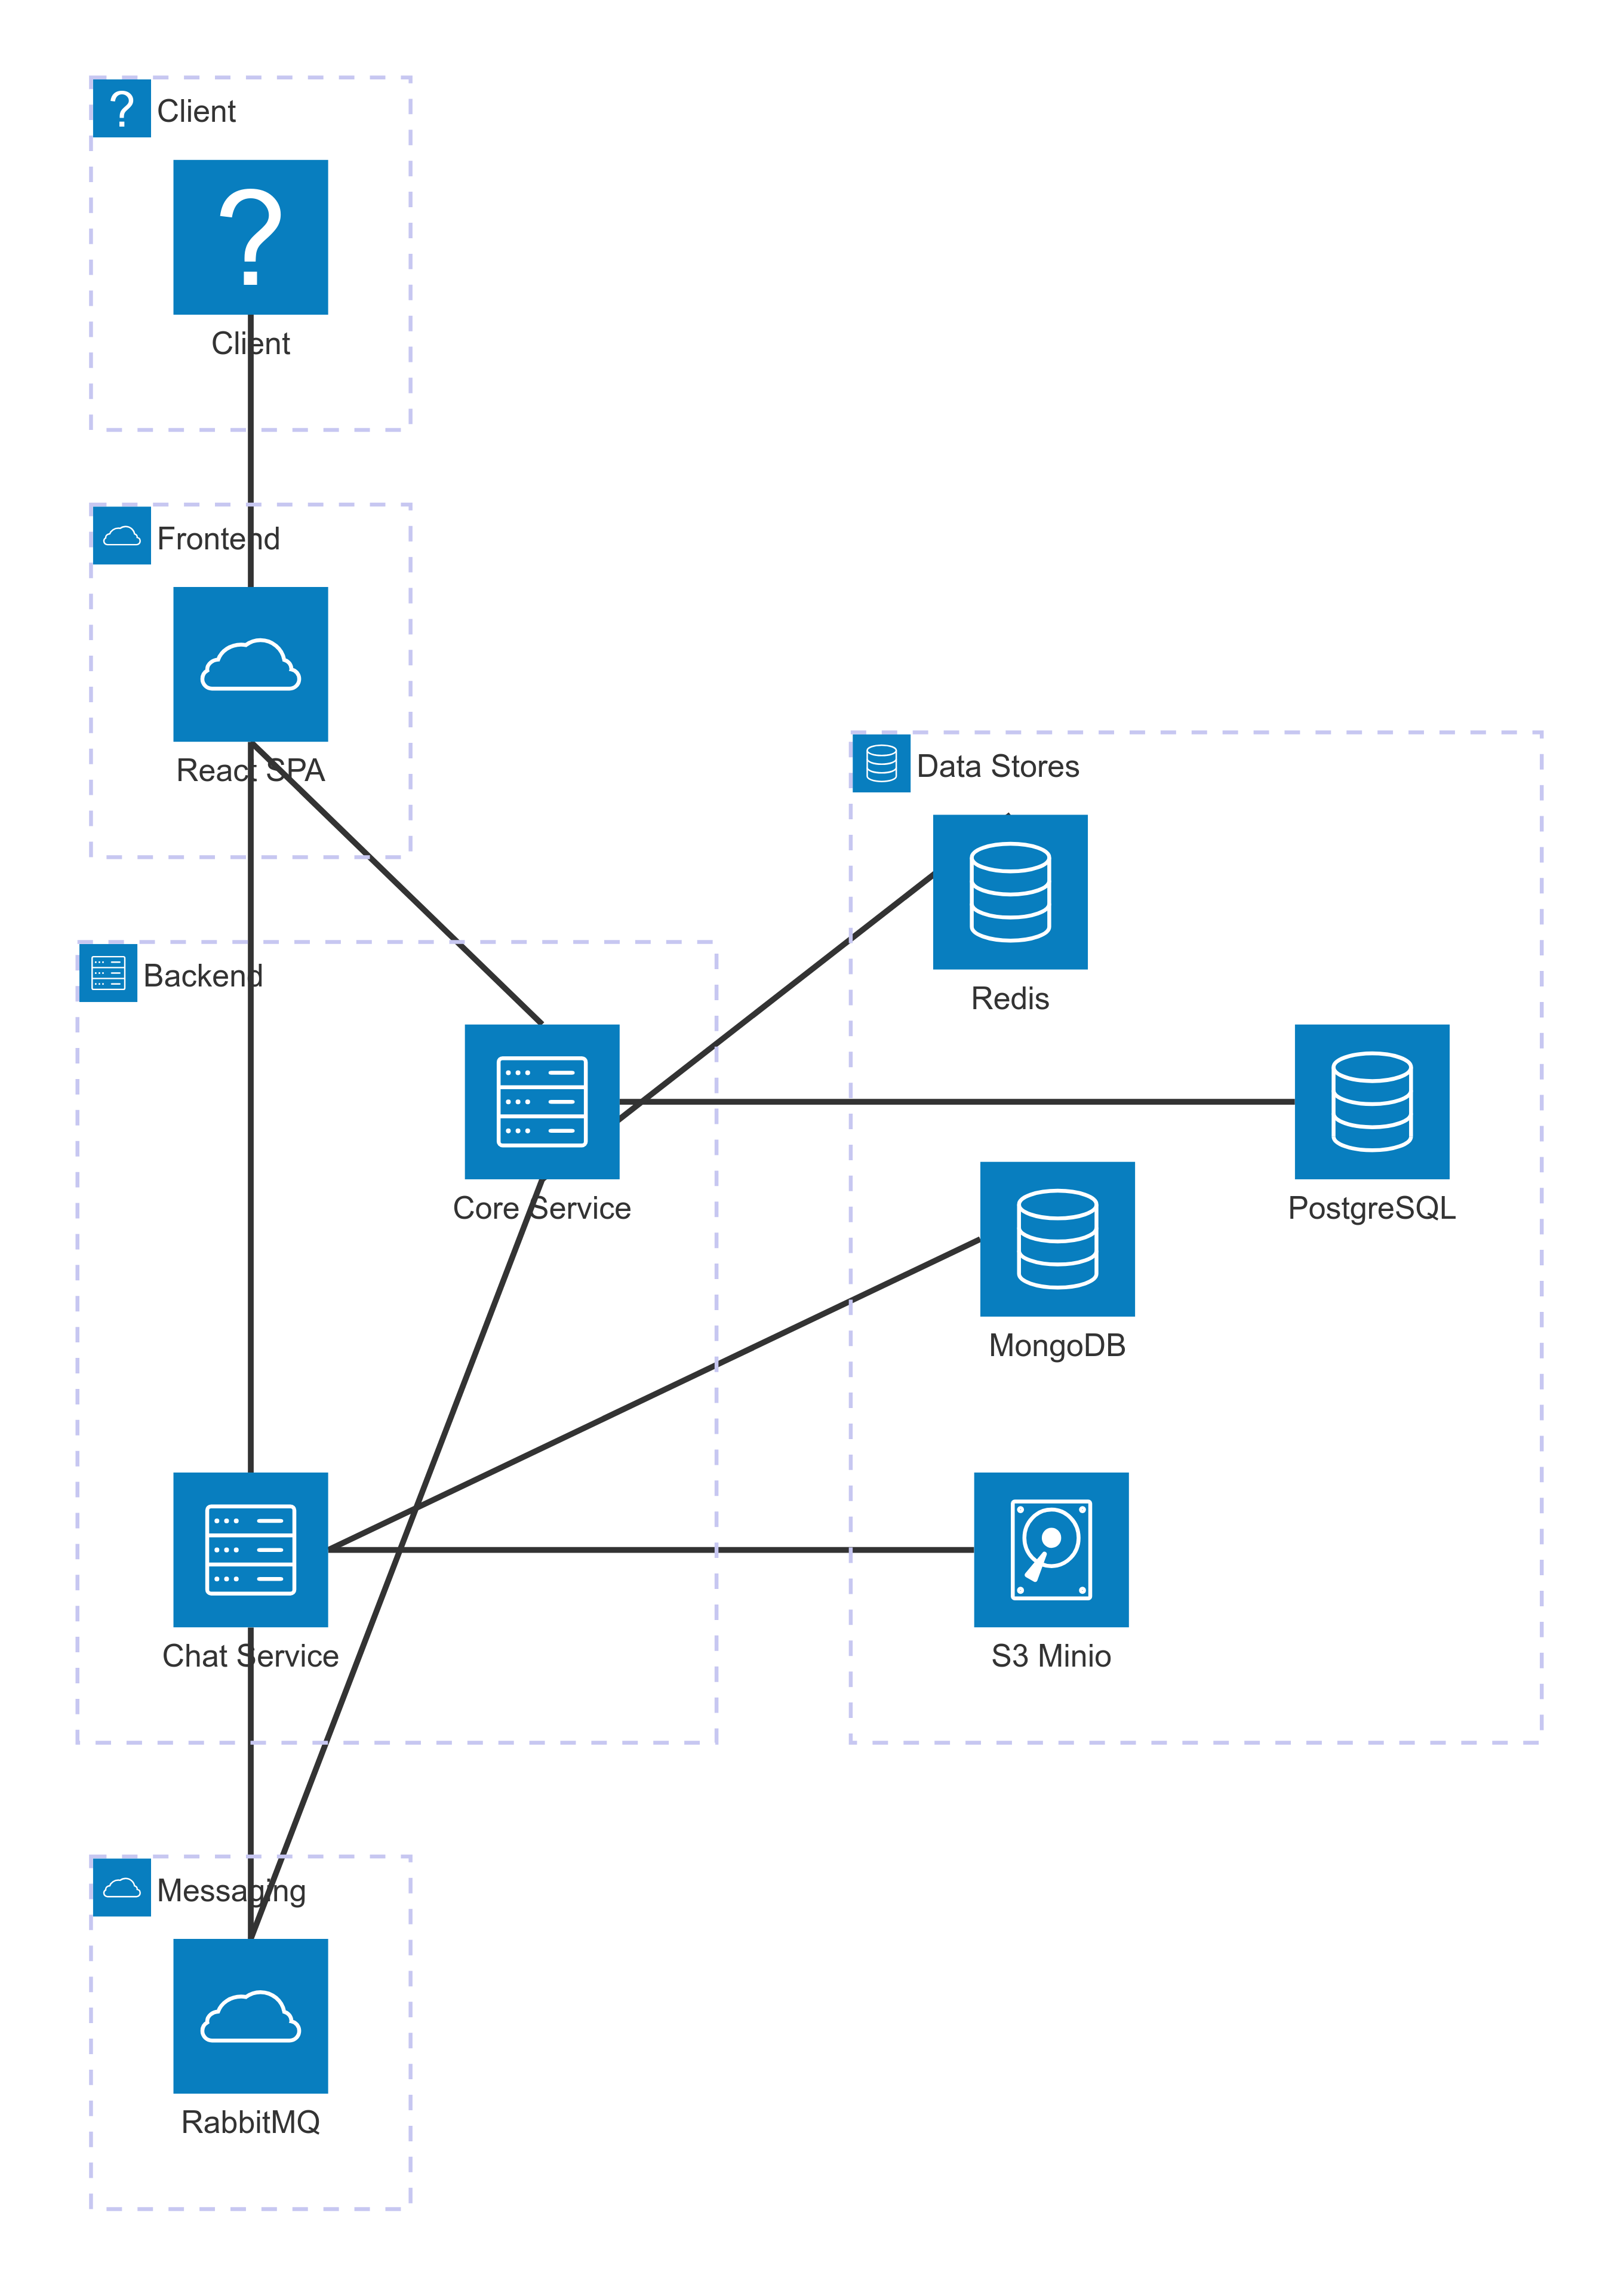 Client
Client
Frontend
React SPA
Data Stores
Redis
Backend
Core Service
PostgreSQL
MongoDB
Chat Service
S3 Minio
Messaging
RabbitMQ